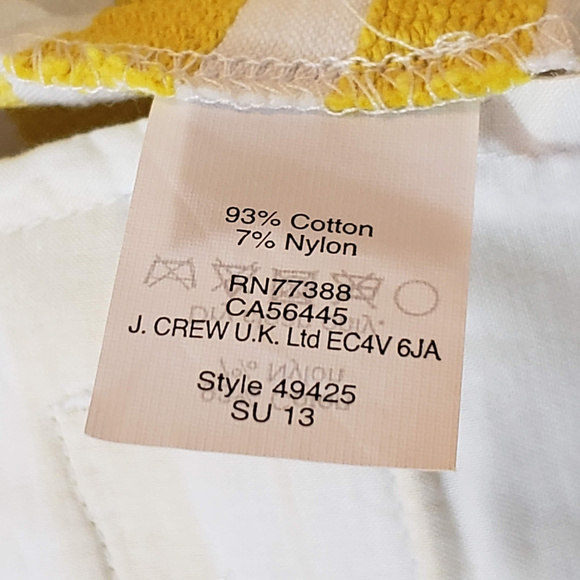 93% Cotton
7% Nylon
RN77388
CA56445
J. CREW U.K. Ltd EC4V 6JA
Style 49425
SU 13